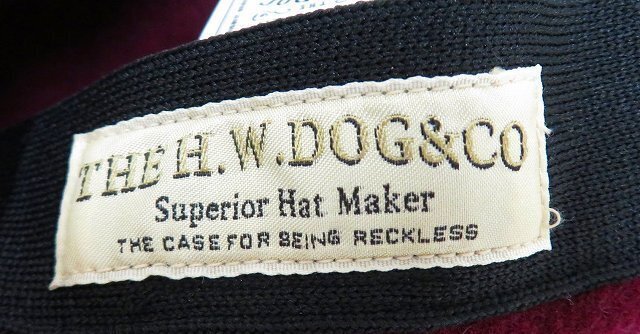 THE H.W.DOG&CO
Superior Hat Maker
THE CASE FOR BEING RECKLESS